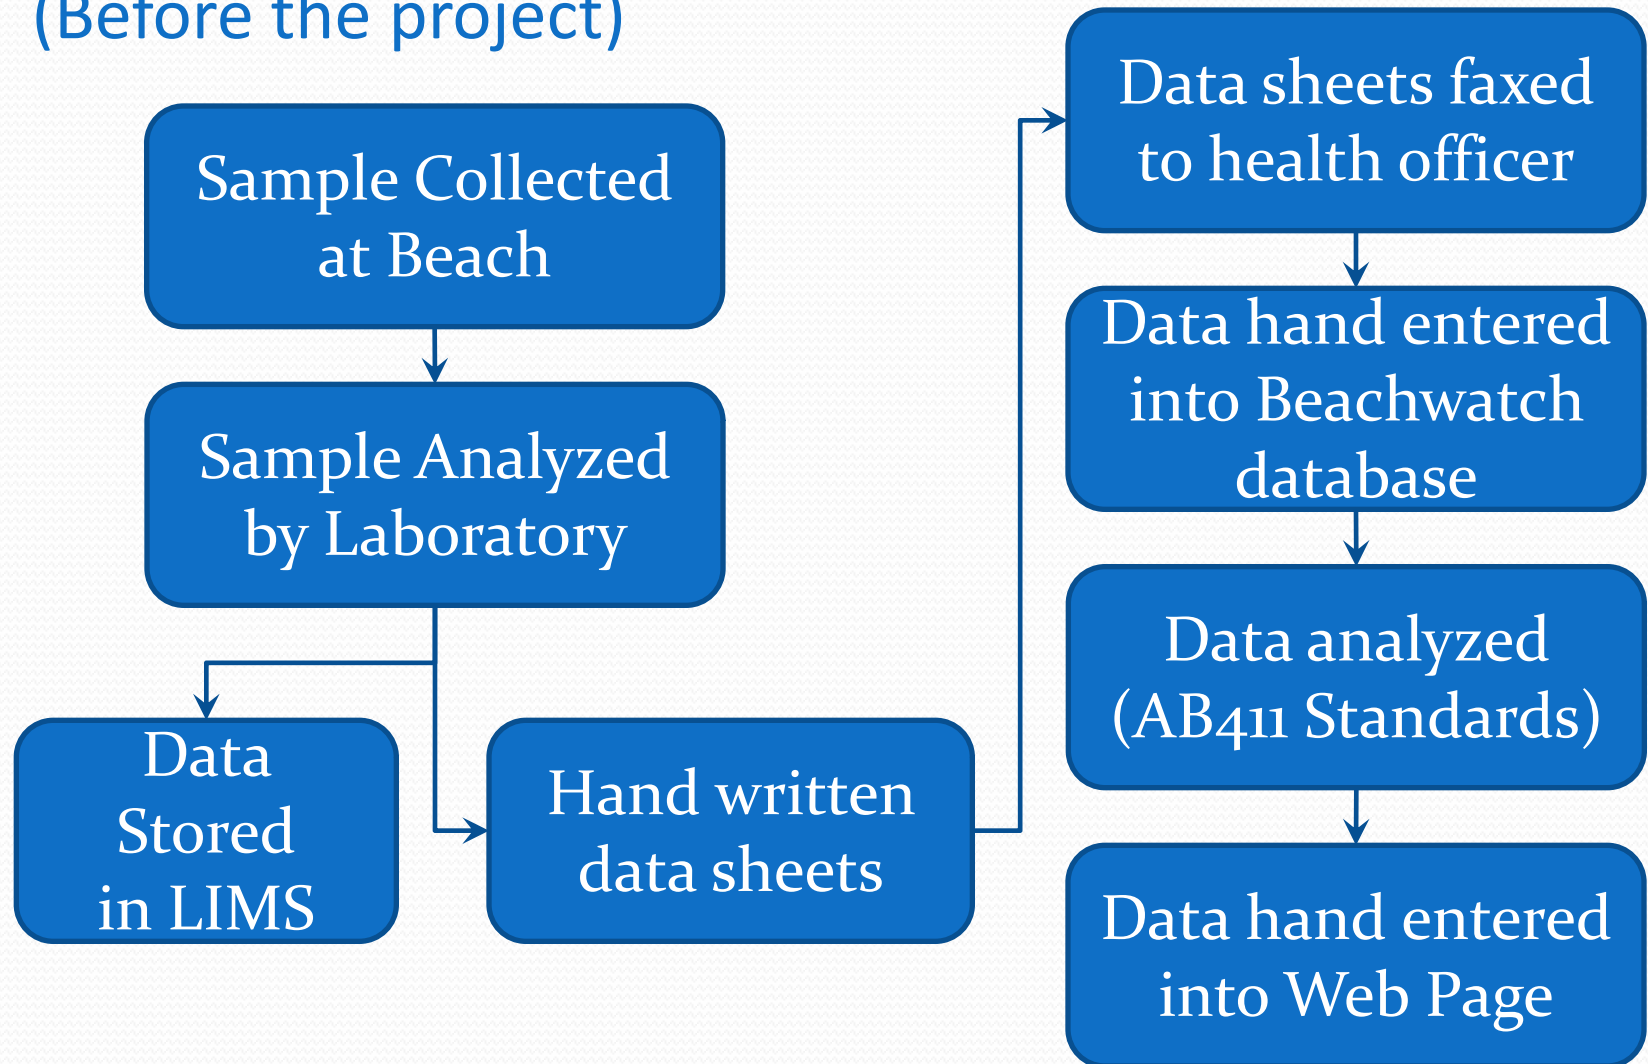 (Before the project)
Sample Collected
at Beach
Sample Analyzed
by Laboratory
Data
Stored
in LIMS
Hand written
data sheets
Data sheets faxed
to health officer
Data hand entered
into Beachwatch
database
Data analyzed
(AB411 Standards)
Data hand entered
into Web Page